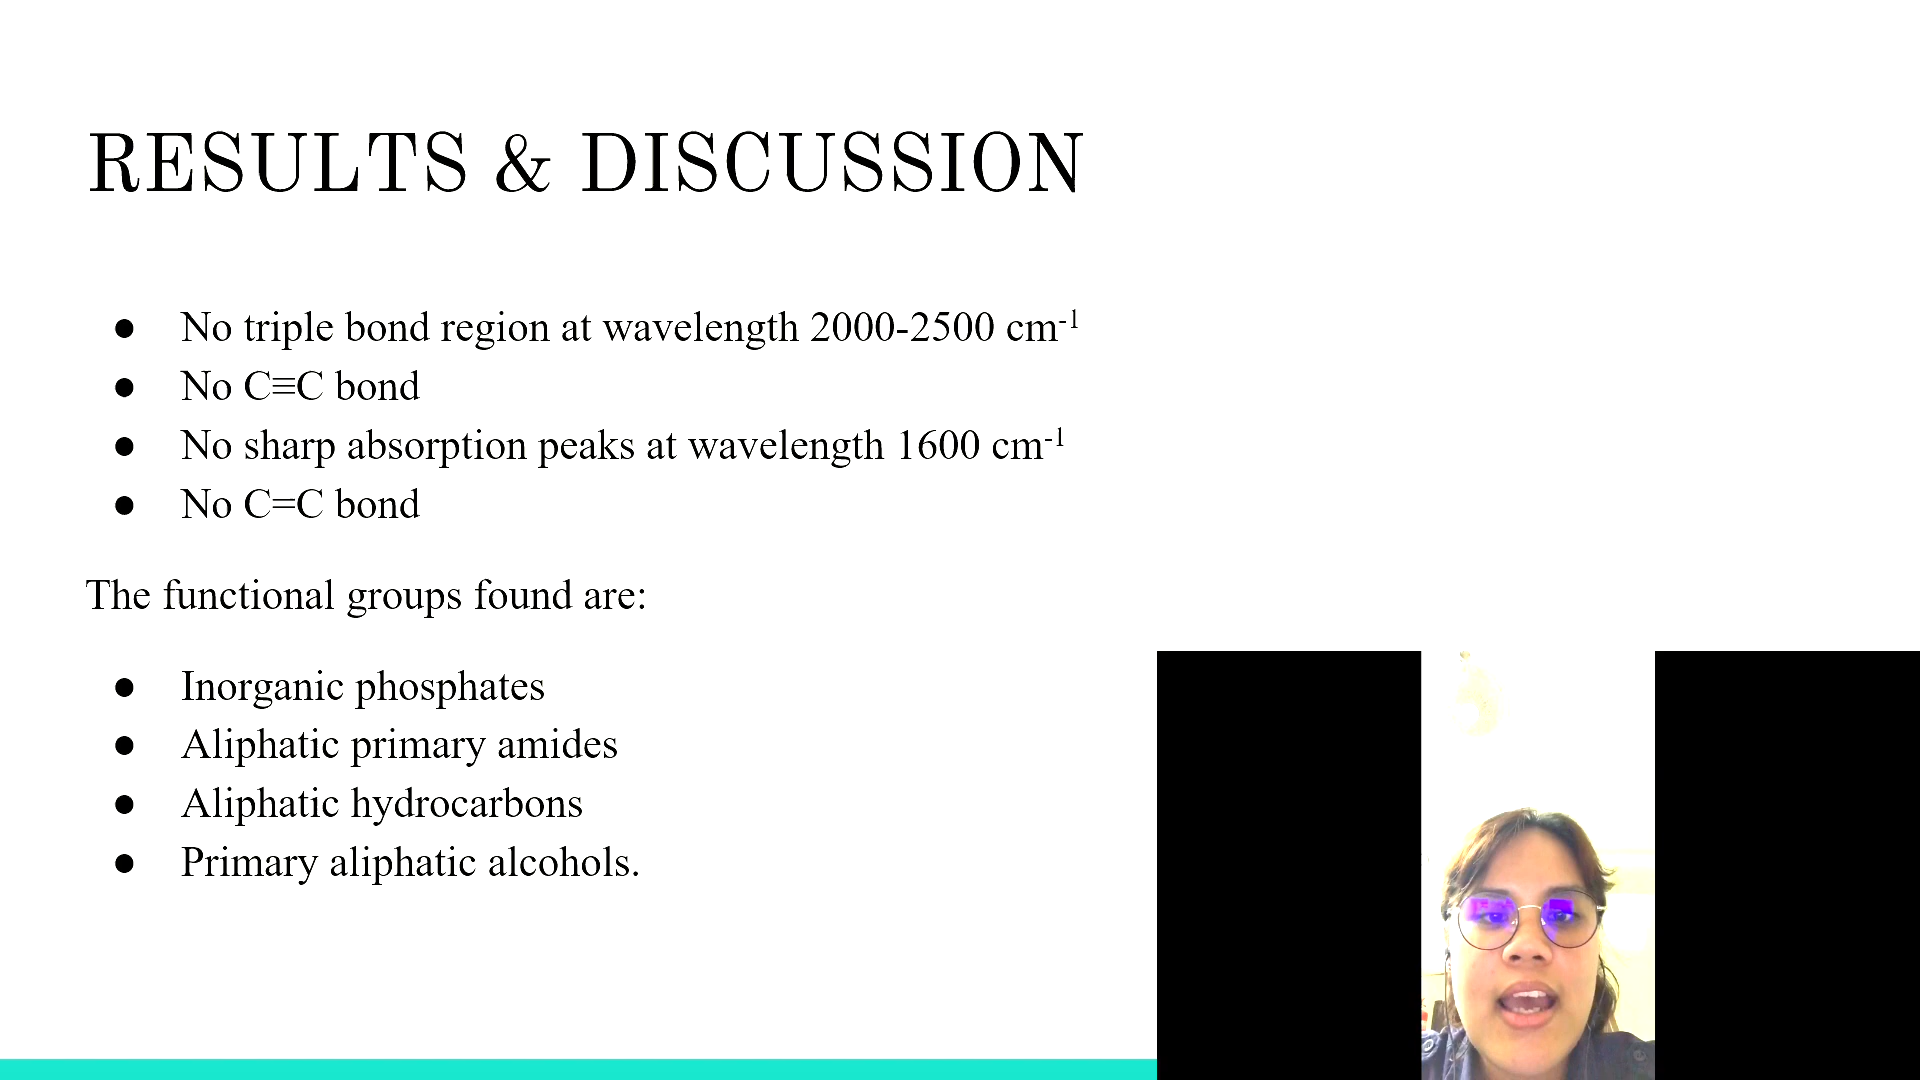 RESULTS & DISCUSSION
● No triple bond region at wavelength 2000-2500 cm⁻¹
● No C≡C bond
● No sharp absorption peaks at wavelength 1600 cm⁻¹
● No C=C bond
The functional groups found are:
● Inorganic phosphates
● Aliphatic primary amides
● Aliphatic hydrocarbons
● Primary aliphatic alcohols.